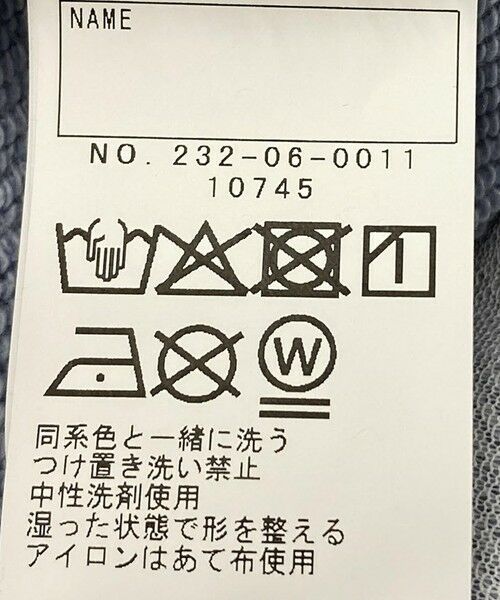 NAME
NO. 232-06-0011
10745
W
同系色と一緒に洗う
つけ置き洗い禁止
中性洗剤使用
湿った状態で形を整える
アイロンはあて布使用